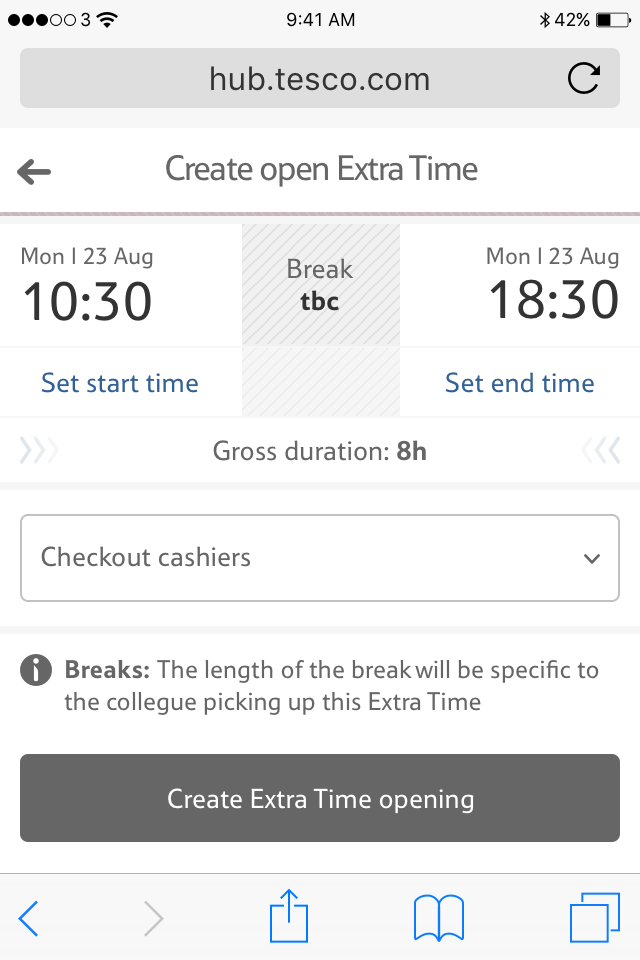 3 9:41 AM 42%
hub.tesco.com
Create open Extra Time
Mon | 23 Aug
10:30
Break
tbc
Mon | 23 Aug
18:30
Set start time
Set end time
Gross duration: 8h
Checkout cashiers
Breaks: The length of the break will be specific to
the collegue picking up this Extra Time
Create Extra Time opening